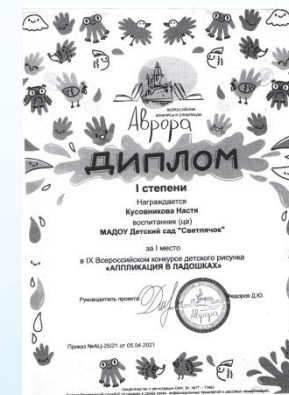 ВСЕРОССИЙСКИЕ
КОНКУРСЫ И ОЛИМПИАДЫ
Аврора
ДИПЛОМ
I степени
Награждается
Кусовникова Настя
воспитанник (ца)
МАДОУ Детский сад "Светлячок"
за I место
в IX Всероссийском конкурсе детского рисунка
«АППЛИКАЦИЯ В ЛАДОШКАХ»
Руководитель проекта
Федоров Д.Ю.
Аврора
Приказ №АЦ-25/21 от 05.04.2021